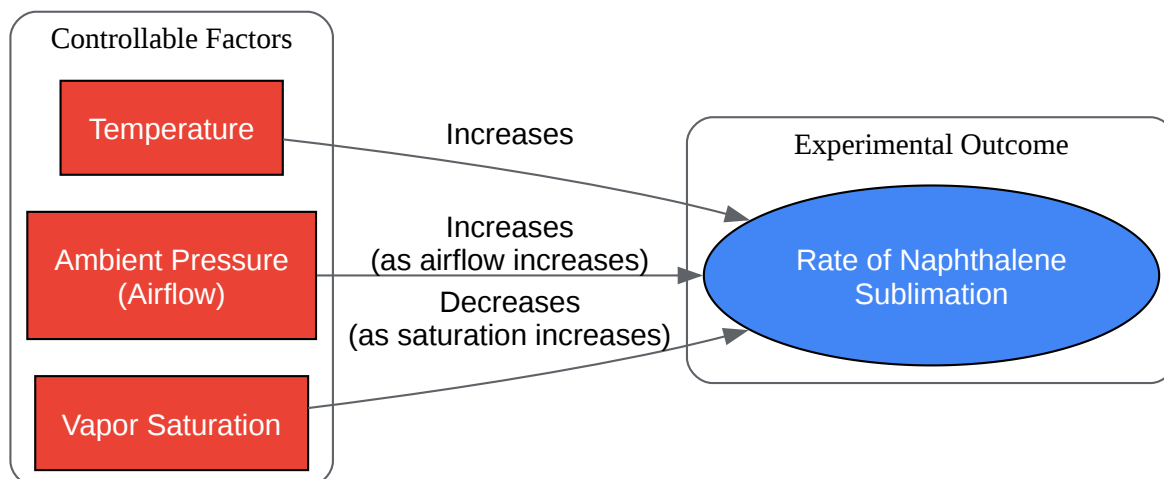 Controllable Factors
Temperature
Ambient Pressure
(Airflow)
Vapor Saturation
Increases
Increases
(as airflow increases)
Decreases
(as saturation increases)
Experimental Outcome
Rate of Naphthalene
Sublimation